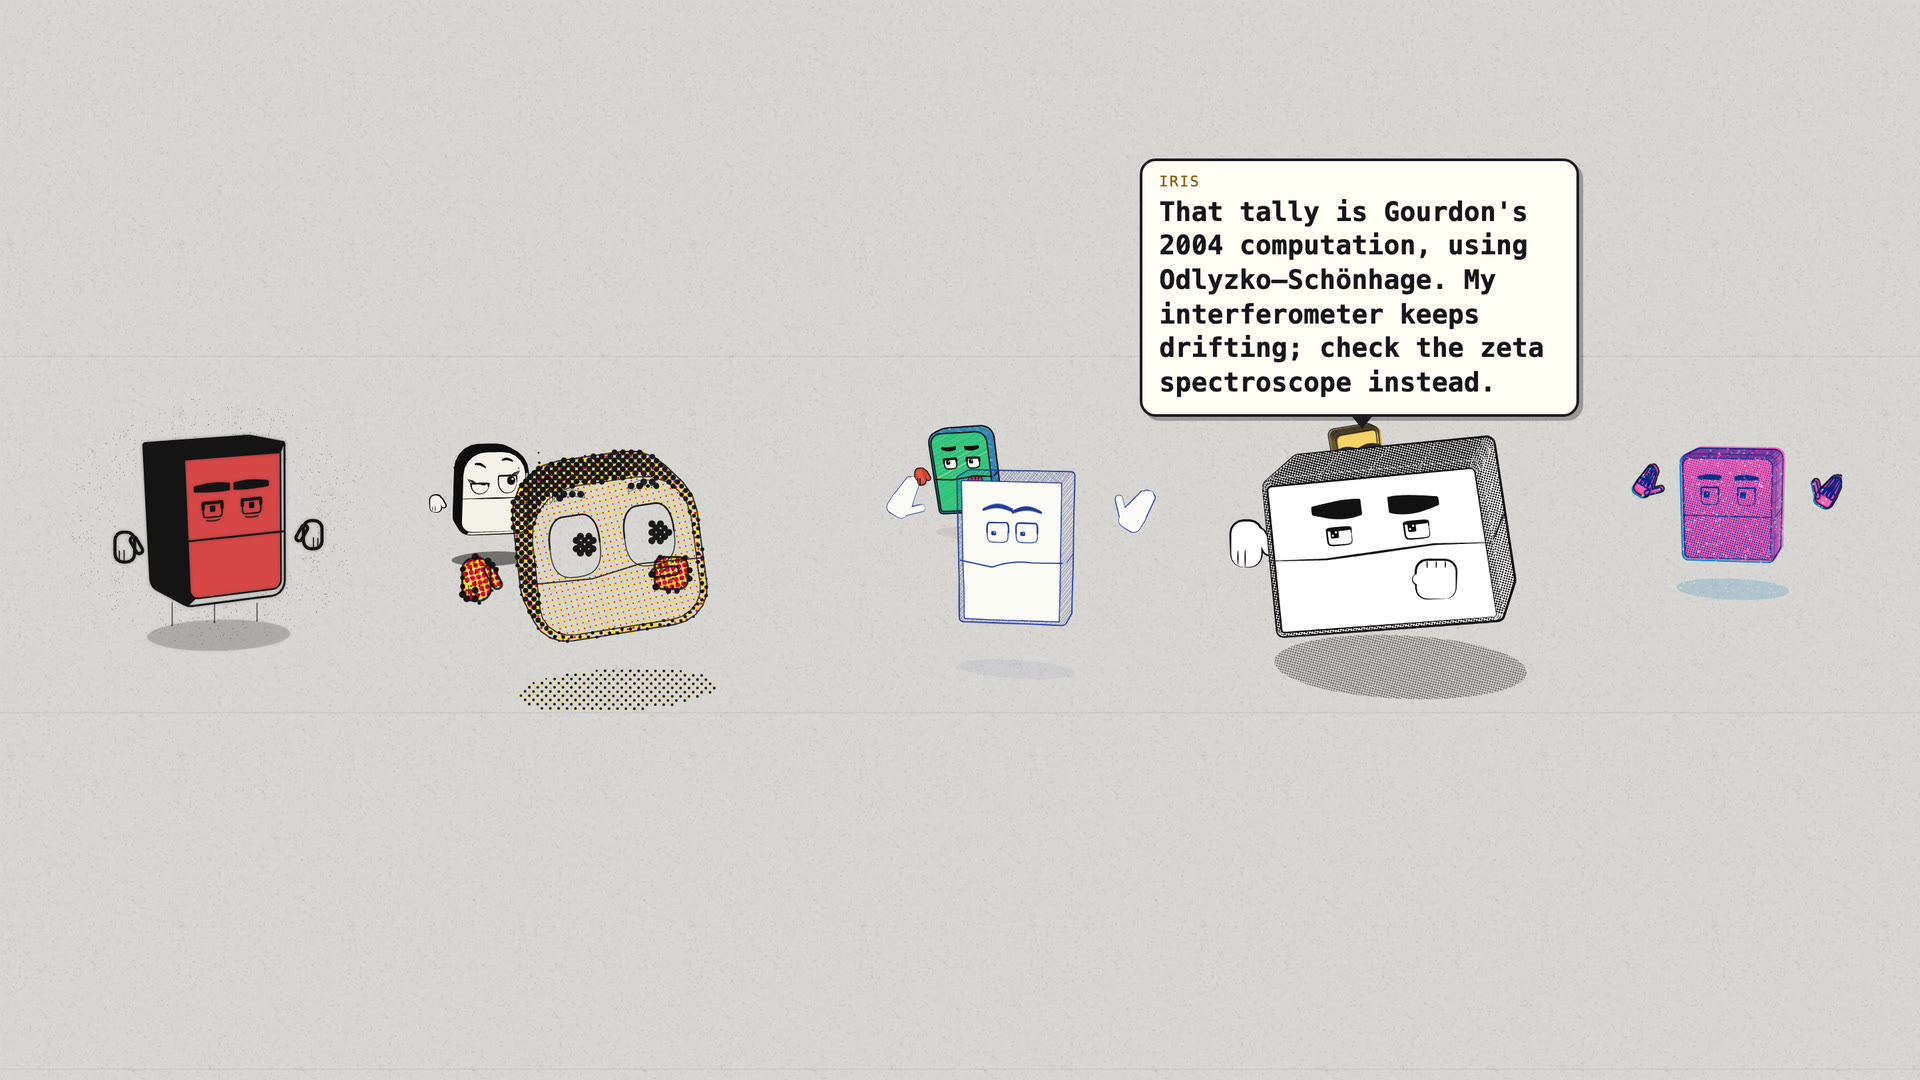 IRIS
That tally is Gourdon's
2004 computation, using
Odlyzko–Schönhage. My
interferometer keeps
drifting; check the zeta
spectroscope instead.